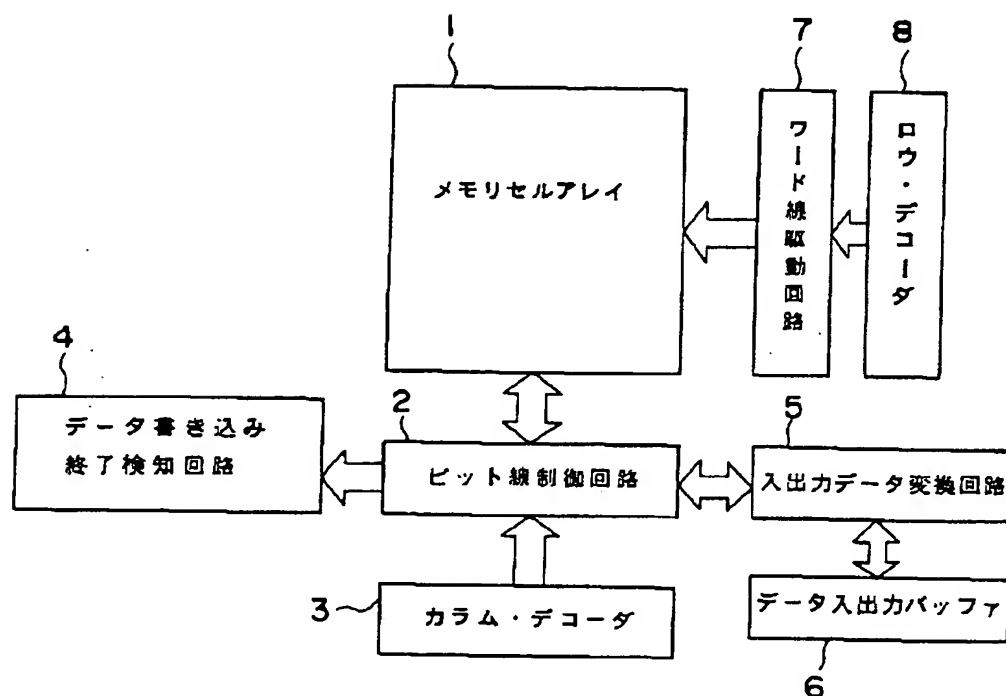 1
メモリセルアレイ
7
ワード線駆動回路
8
ロウ・デコーダ
4
データ書き込み
終了検知回路
2
ビット線制御回路
5
入出力データ変換回路
3
カラム・デコーダ
データ入出力バッファ
6